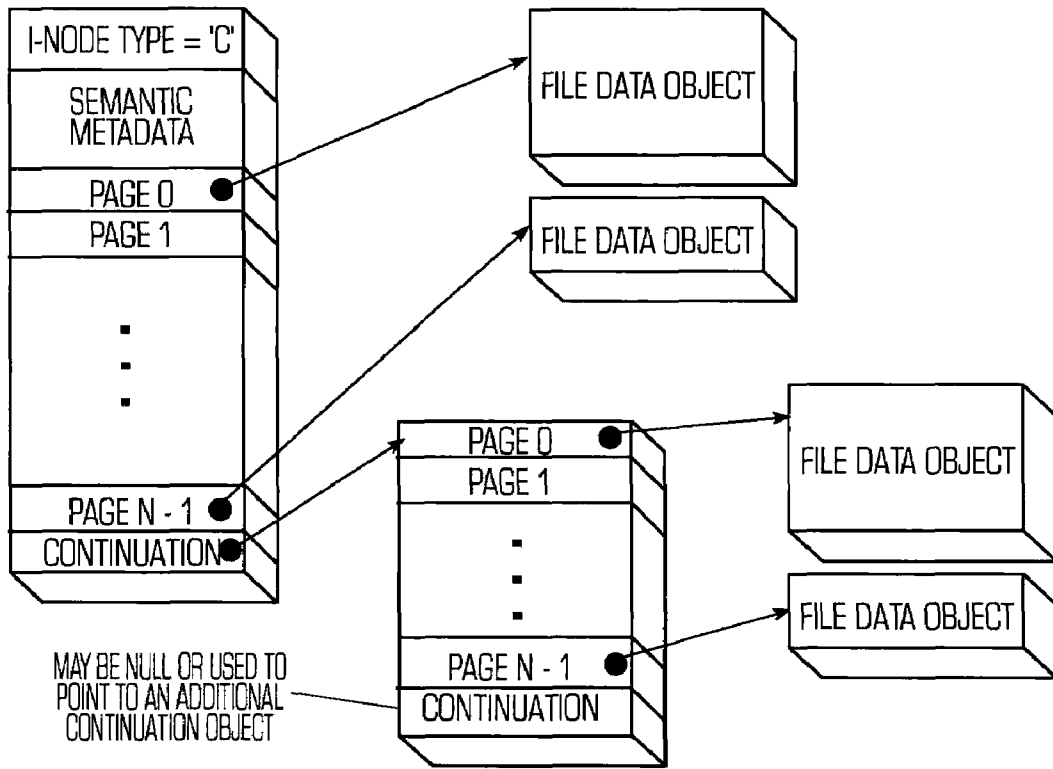 I-NODE TYPE = 'C'
SEMANTIC
METADATA
PAGE 0
PAGE 1
PAGE N - 1
CONTINUATION
FILE DATA OBJECT
FILE DATA OBJECT
PAGE 0
PAGE 1
PAGE N - 1
CONTINUATION
FILE DATA OBJECT
FILE DATA OBJECT
MAY BE NULL OR USED TO
POINT TO AN ADDITIONAL
CONTINUATION OBJECT